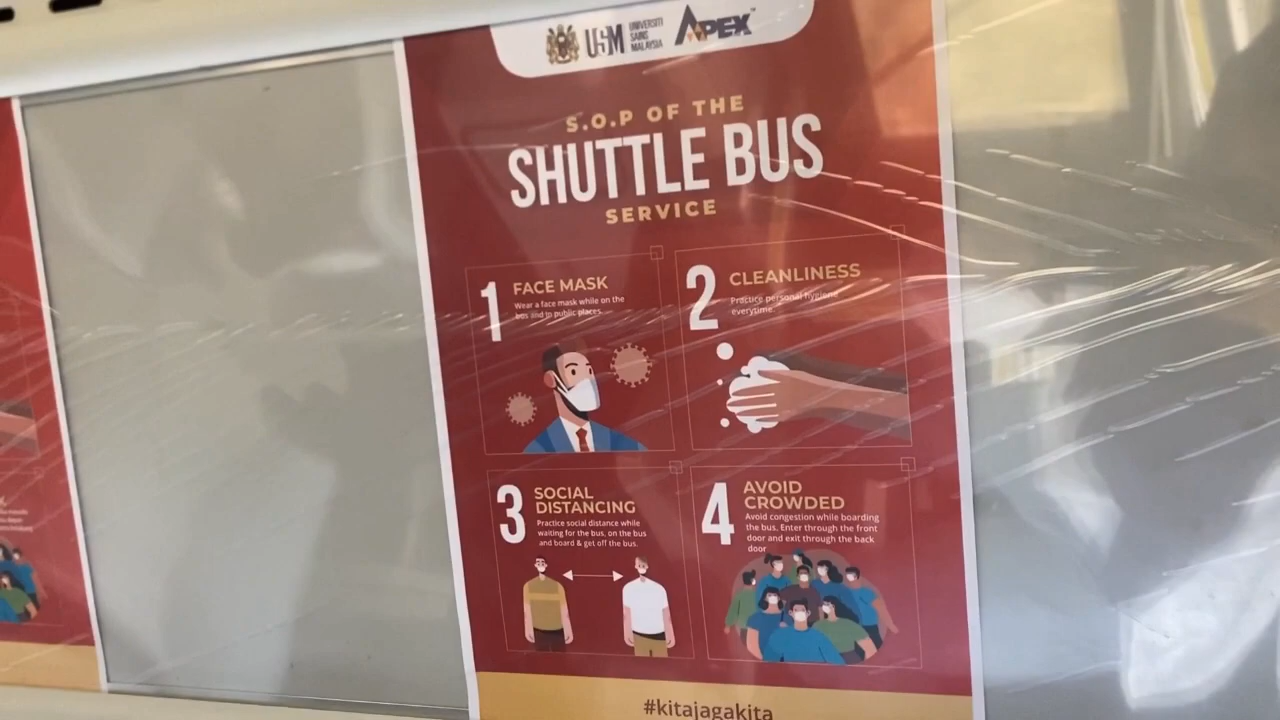 USM
UNIVERSITI
SAINS
MALAYSIA
APEX™
S.O.P OF THE
SHUTTLE BUS
SERVICE
1 FACE MASK
Wear a face mask while on the
bus and in public places.
2 CLEANLINESS
Practice personal hygiene
everytime.
3 SOCIAL
DISTANCING
Practice social distance while
waiting for the bus, on the bus
and board & get off the bus.
4 AVOID
CROWDED
Avoid congestion while boarding
the bus. Enter through the front
door and exit through the back
door
#kitajagakita